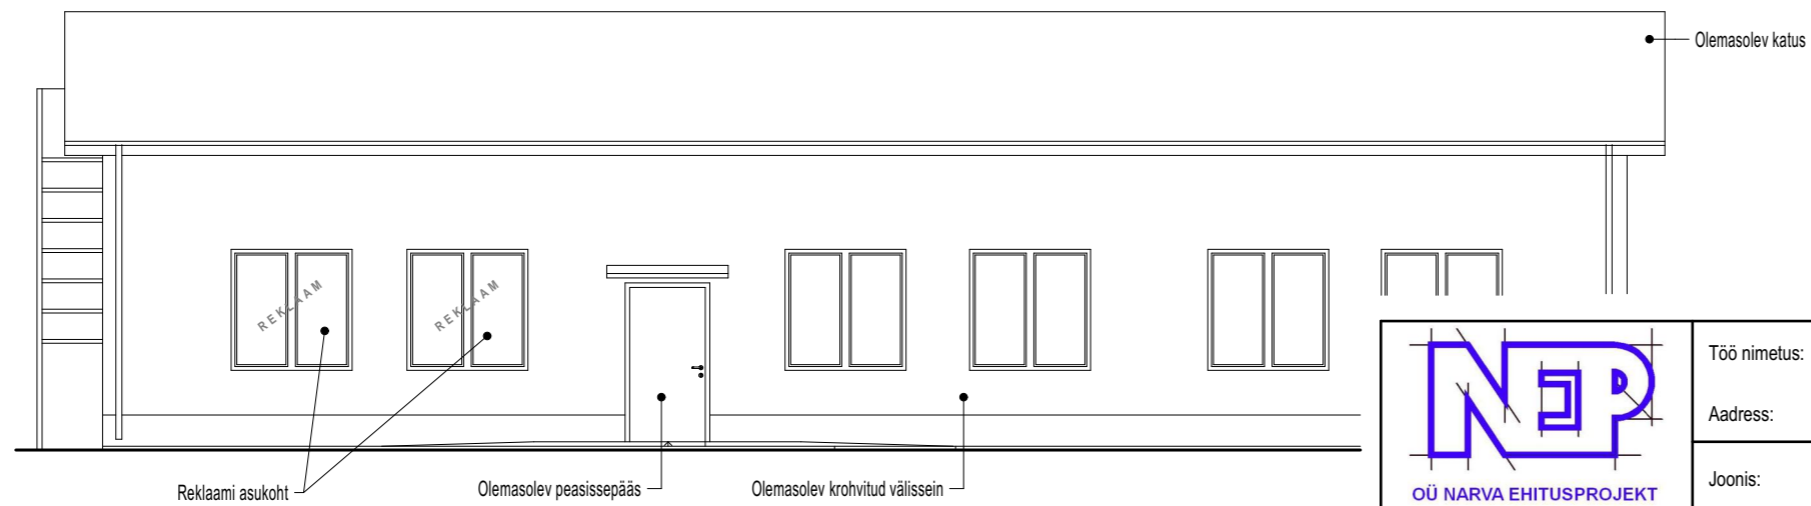 Olemasolev katus
REKLAAM
REKLAAM
Reklaami asukoht
Olemasolev peasissepääs
Olemasolev krohvitud välissein
NEP
OÜ NARVA EHITUSPROJEKT
Töö nimetus:
Aadress:
Joonis: